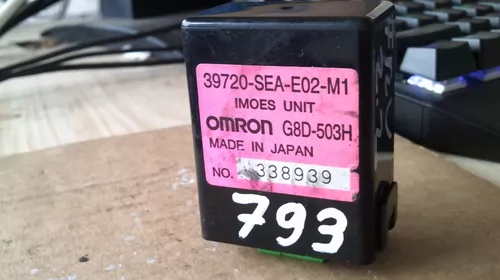 39720-SEA-E02-M1
IMOES UNIT
OMRON G8D-503H
MADE IN JAPAN
NO. 338939
793